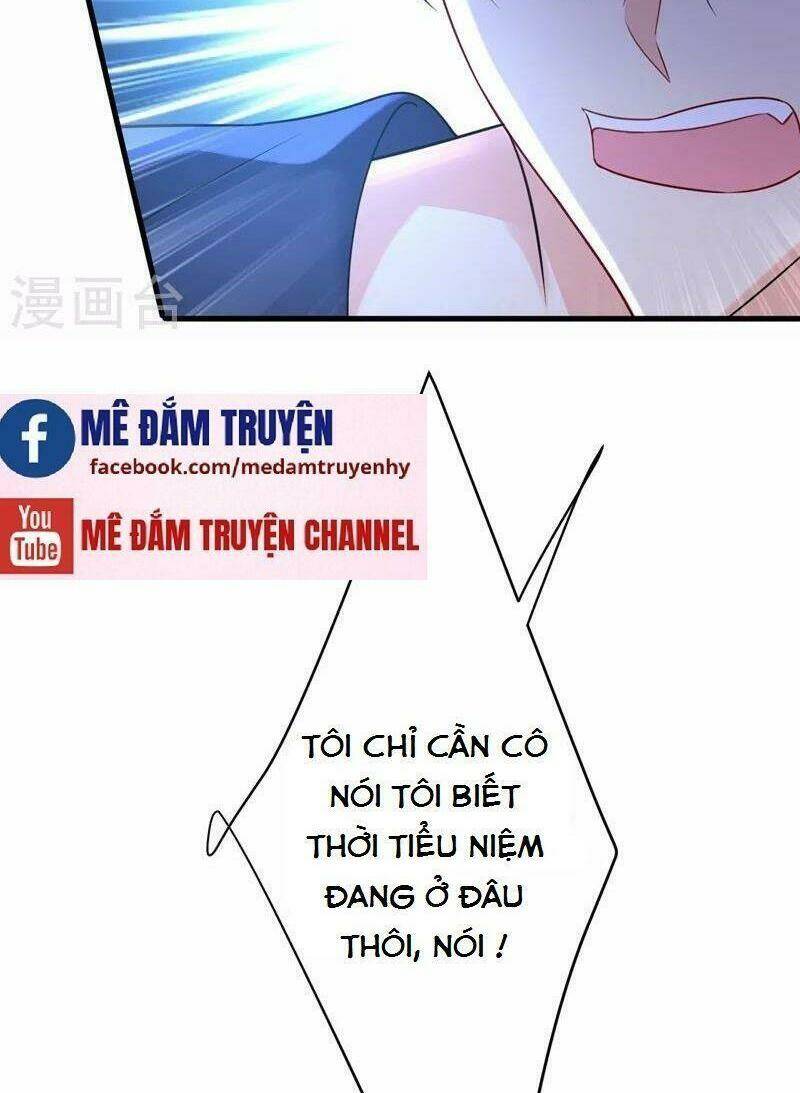 漫画台
MÊ ĐẮM TRUYỆN
facebook.com/medamtruyenhy
You
Tube
MÊ ĐẮM TRUYỆN CHANNEL
TÔI CHỈ CẦN CÔ
NÓI TÔI BIẾT
THỜI TIỂU NIỆM
ĐANG Ở ĐÂU
THÔI, NÓI !